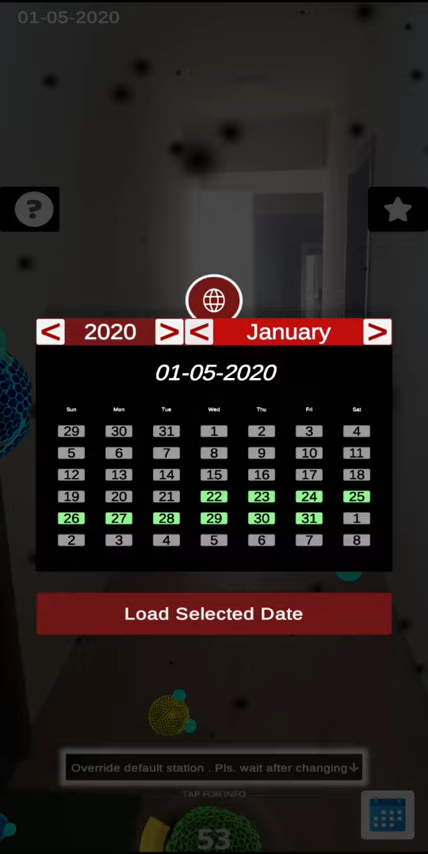 01-05-2020
?
< 2020 > < January >
01-05-2020
Sun Mon Tue Wed Thu Fri Sat
29 30 31 1 2 3 4
5 6 7 8 9 10 11
12 13 14 15 16 17 18
19 20 21 22 23 24 25
26 27 28 29 30 31 1
2 3 4 5 6 7 8
Load Selected Date
Override default station . Pls. wait after changing
TAP FOR INFO
53